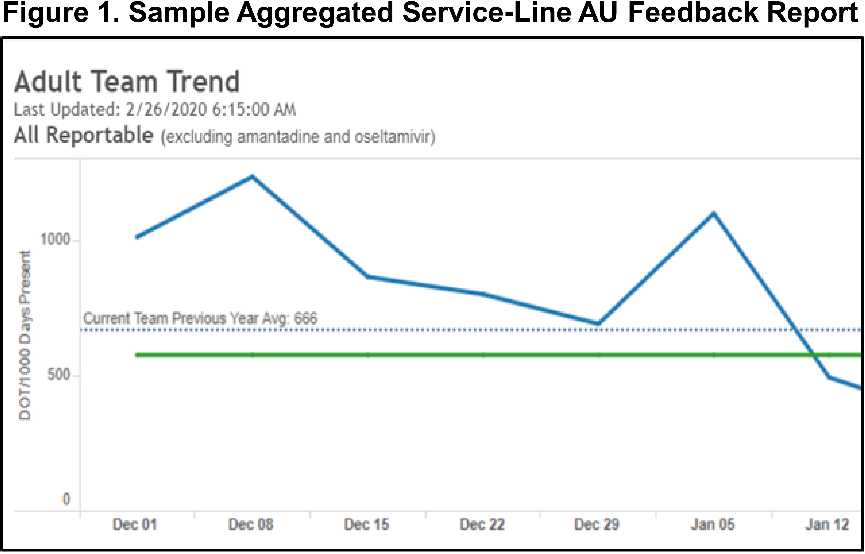 Figure 1. Sample Aggregated Service-Line AU Feedback Report
Adult Team Trend
Last Updated: 2/26/2020 6:15:00 AM
All Reportable (excluding amantadine and oseltamivir)
1000
Current Team Previous Year Avg: 666
500
0
DOT/1000 Days Present
Dec 01 Dec 08 Dec 15 Dec 22 Dec 29 Jan 05 Jan 12